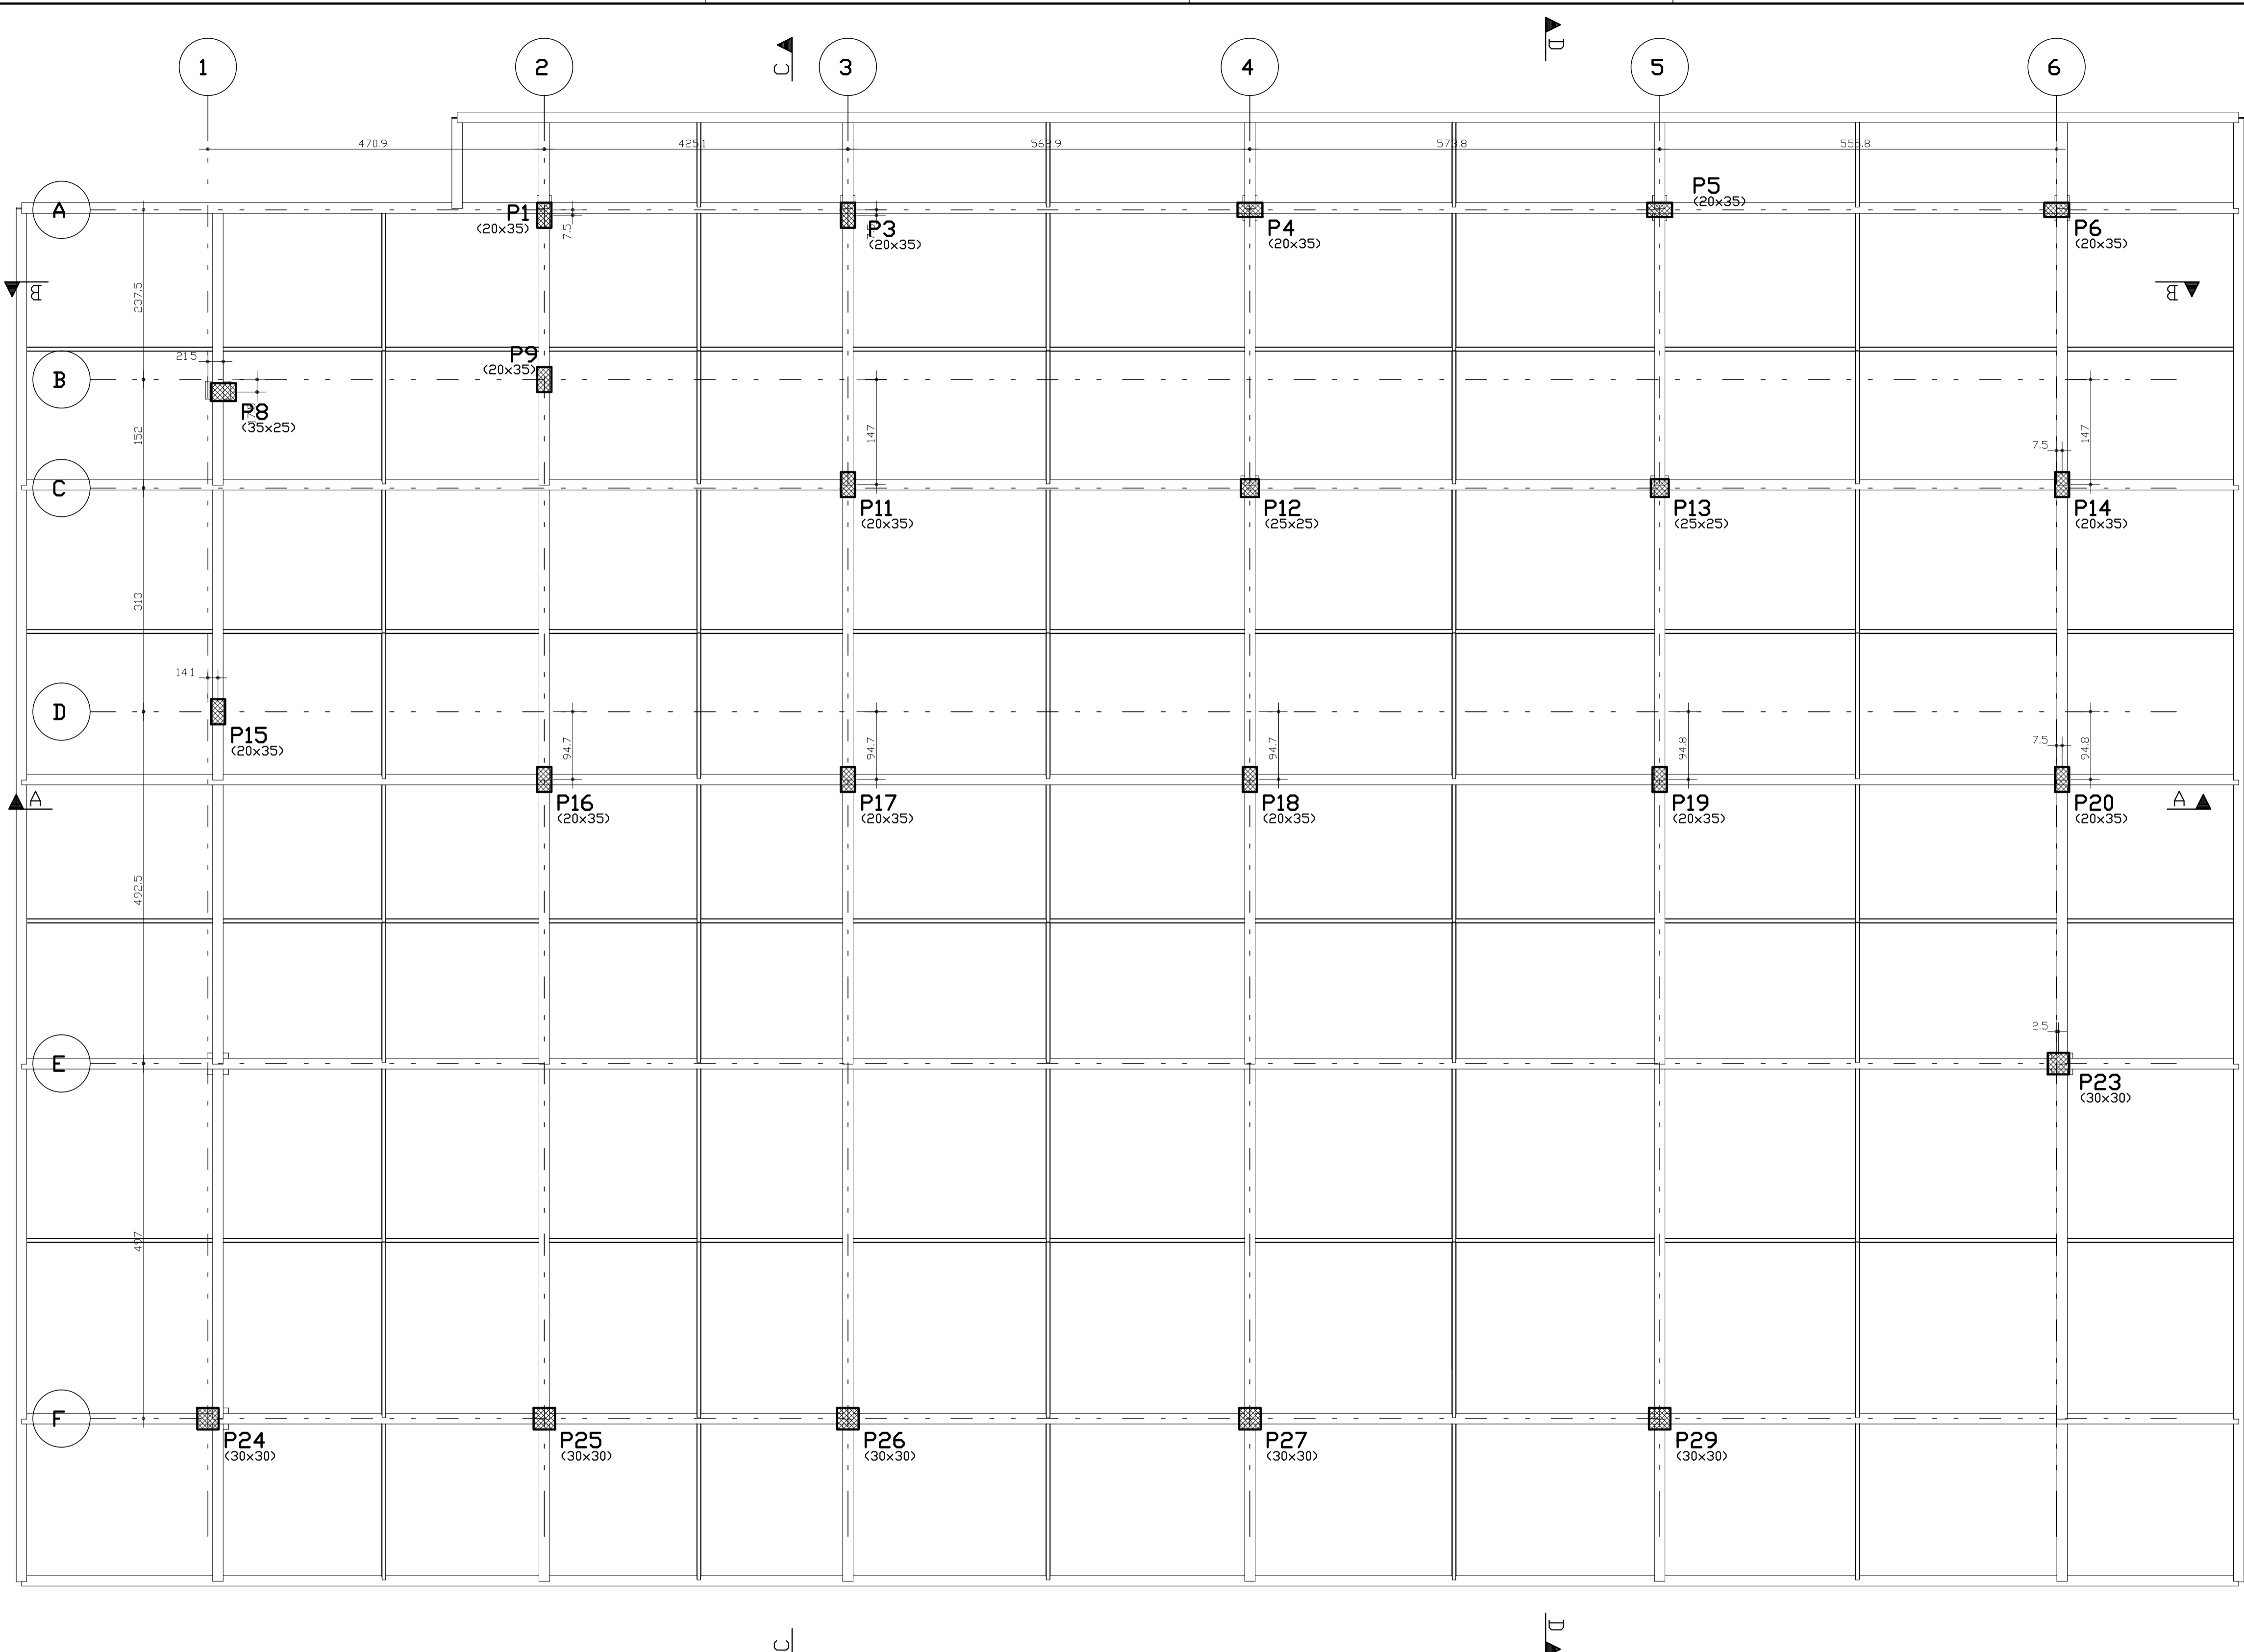 C
D
1
2
3
4
5
6
470.9
425.1
562.9
573.8
555.8
A
P1
(20x35)
7.5
P3
(20x35)
P4
(20x35)
P5
(20x35)
P6
(20x35)
B
B
237.5
21.5
B
P9
(20x35)
P8
(35x25)
152
147
7.5
147
C
P11
(20x35)
P12
(25x25)
P13
(25x25)
P14
(20x35)
313
14.1
D
P15
(20x35)
94.7
94.7
94.7
94.8
7.5
94.8
A
P16
(20x35)
P17
(20x35)
P18
(20x35)
P19
(20x35)
P20
(20x35)
A
492.5
2.5
E
P23
(30x30)
497
F
P24
(30x30)
P25
(30x30)
P26
(30x30)
P27
(30x30)
P29
(30x30)
C
D